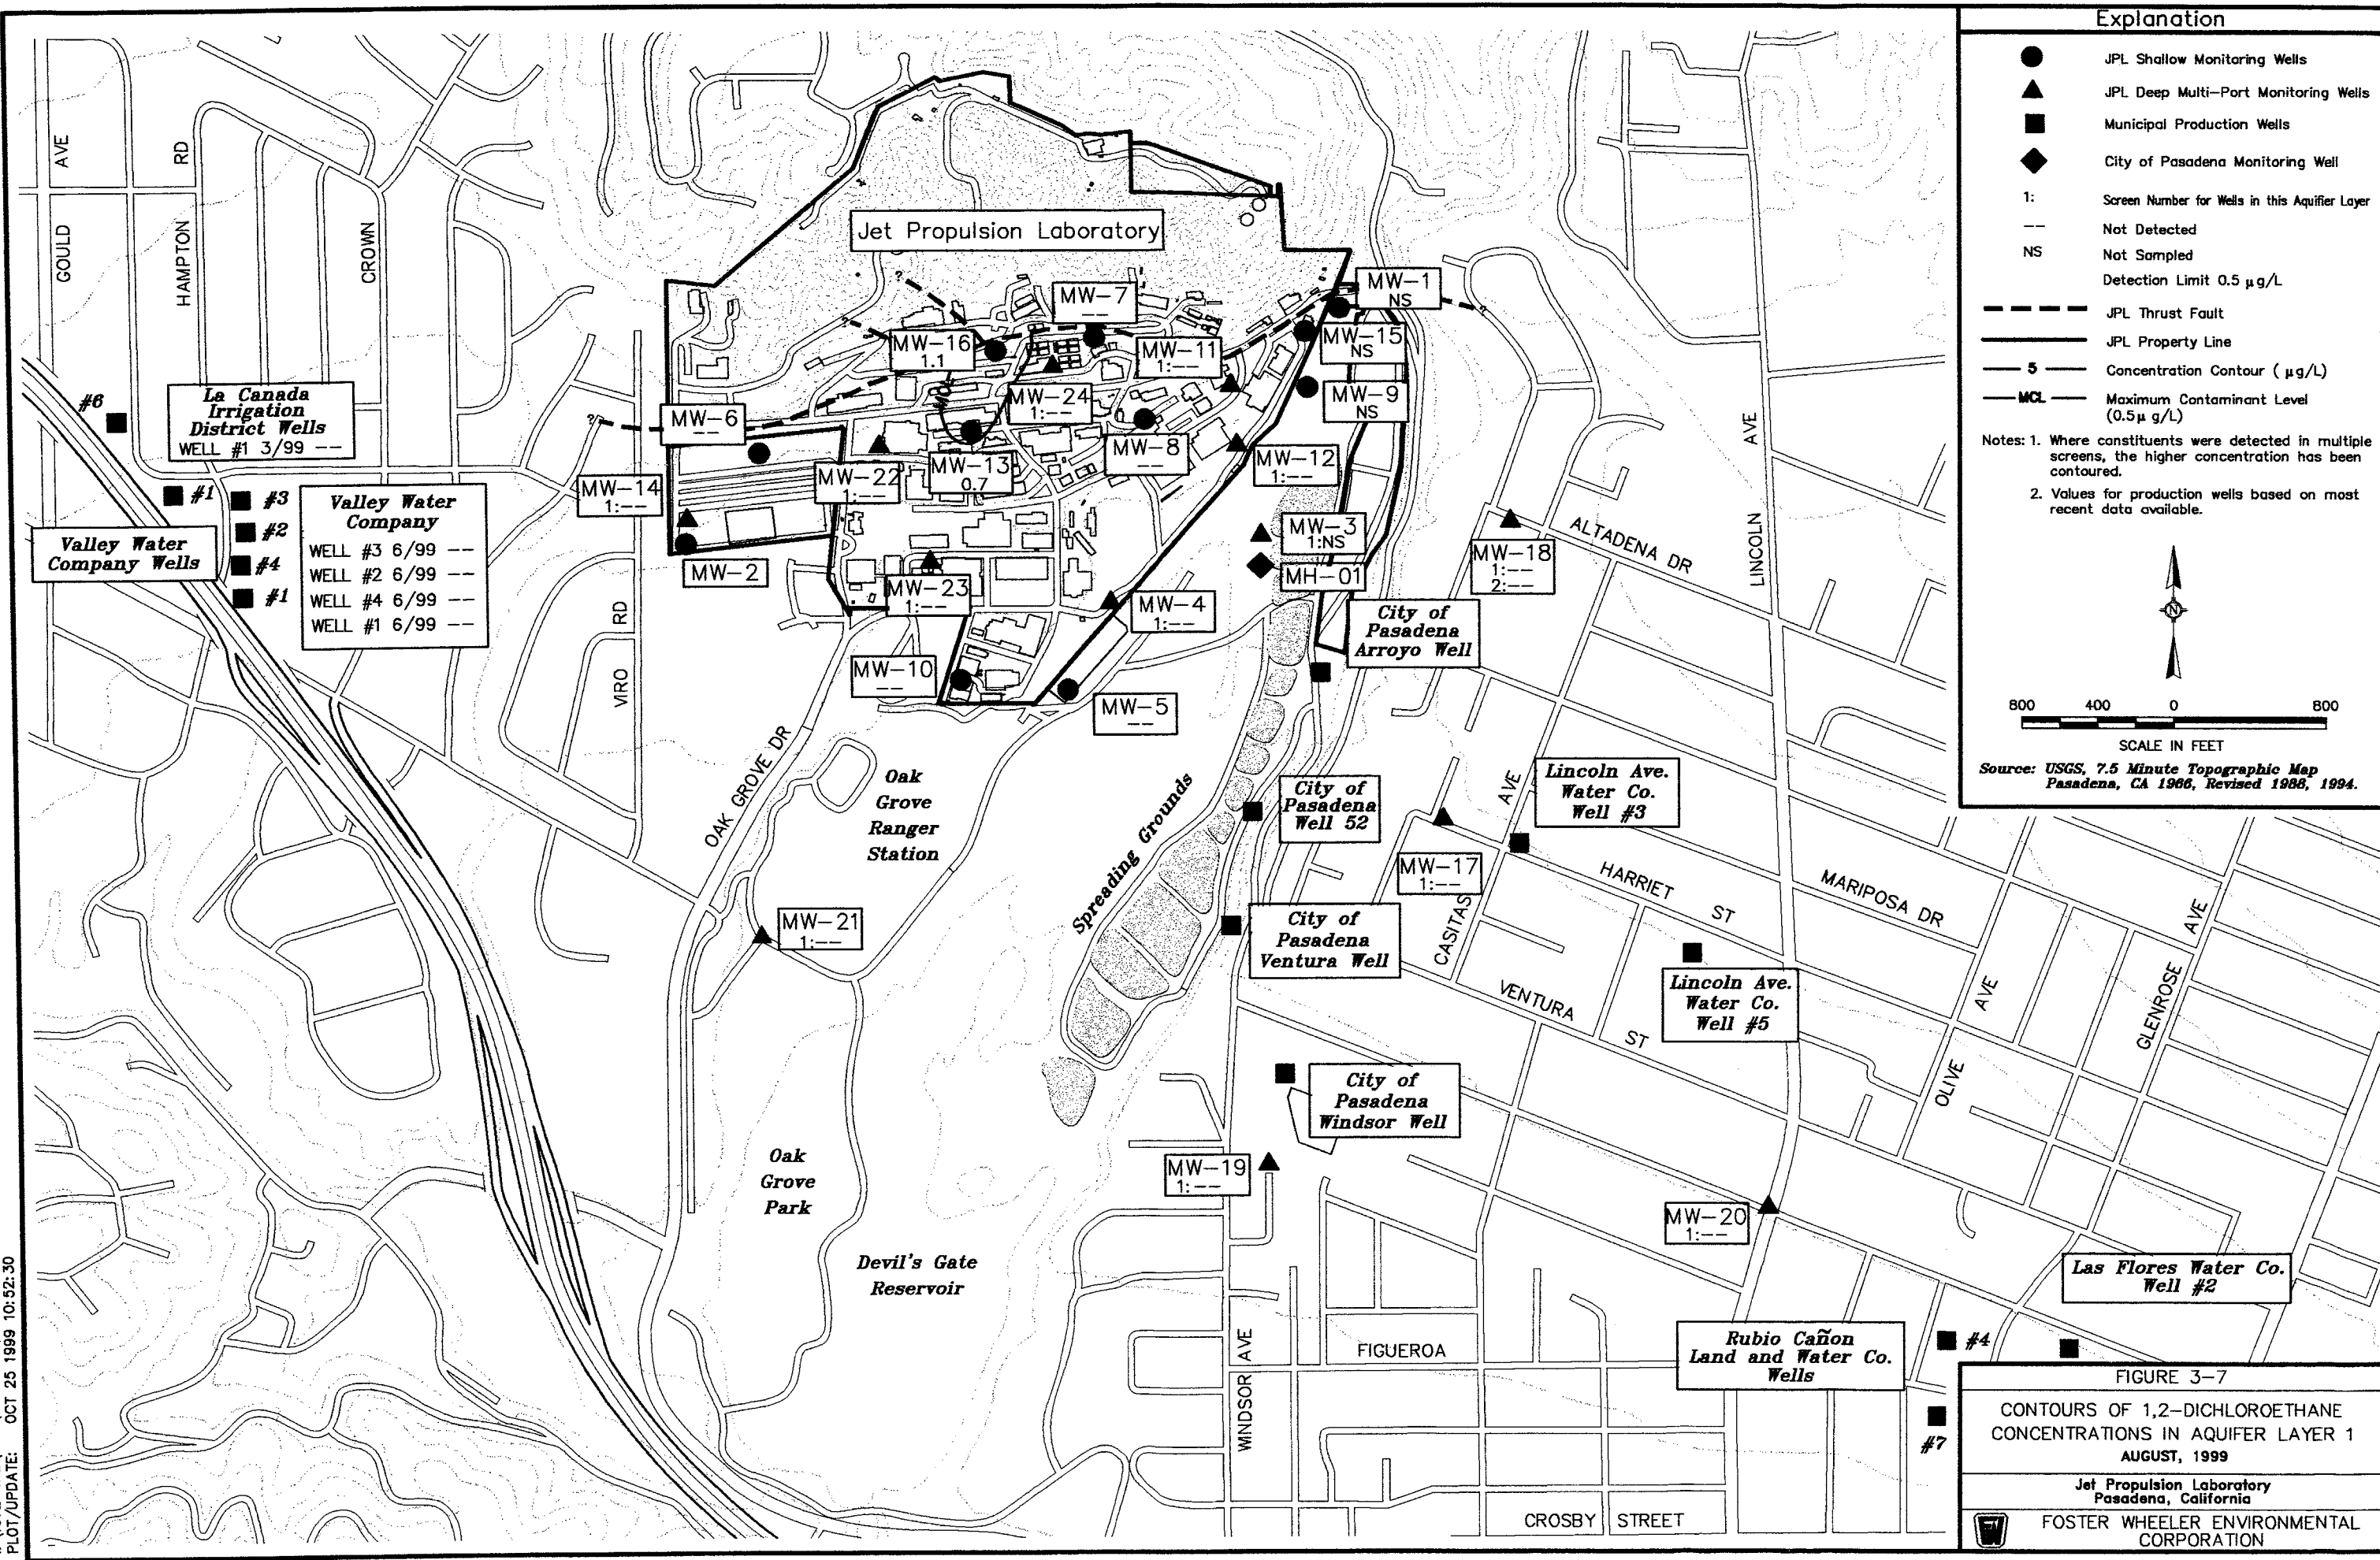 Explanation
JPL Shallow Monitoring Wells
JPL Deep Multi-Port Monitoring Wells
Municipal Production Wells
City of Pasadena Monitoring Well
1: Screen Number for Wells in this Aquifier Layer
-- Not Detected
NS Not Sampled
Detection Limit 0.5 µg/L
JPL Thrust Fault
JPL Property Line
5 Concentration Contour ( µg/L)
MCL Maximum Contaminant Level
(0.5µ g/L)
Notes: 1. Where constituents were detected in multiple
screens, the higher concentration has been
contoured.
2. Values for production wells based on most
recent data available.
N
800 400 0 800
SCALE IN FEET
Source: USGS, 7.5 Minute Topographic Map
Pasadena, CA 1966, Revised 1988, 1994.
GOULD AVE
HAMPTON RD
CROWN
Jet Propulsion Laboratory
?
?
?
?
MW-7
--
MW-1
NS
MW-16
1.1
MW-11
1:--
MW-15
NS
MW-24
1:--
MW-9
NS
MW-6
--
MW-8
--
MW-13
0.7
MW-12
1:--
MW-22
1:--
MW-14
1:--
MW-3
1:NS
MW-2
MH-01
MW-23
1:--
MW-4
1:--
MW-18
1:--
2:--
MW-10
--
MW-5
--
#6
La Canada
Irrigation
District Wells
WELL #1 3/99 --
#1
#3
#2
#4
#1
Valley Water
Company Wells
Valley Water
Company
WELL #3 6/99 --
WELL #2 6/99 --
WELL #4 6/99 --
WELL #1 6/99 --
VIRO RD
OAK GROVE DR
ALTADENA DR
LINCOLN AVE
City of
Pasadena
Arroyo Well
Oak
Grove
Ranger
Station
Spreading Grounds
City of
Pasadena
Well 52
Lincoln Ave.
Water Co.
Well #3
MW-17
1:--
CASITAS AVE
HARRIET ST
MARIPOSA DR
MW-21
1:--
City of
Pasadena
Ventura Well
VENTURA ST
Lincoln Ave.
Water Co.
Well #5
OLIVE AVE
GLENROSE AVE
City of
Pasadena
Windsor Well
Oak
Grove
Park
MW-19
1:--
MW-20
1:--
Devil's Gate
Reservoir
Las Flores Water Co.
Well #2
WINDSOR AVE
FIGUEROA
Rubio Cañon
Land and Water Co.
Wells
#4
#7
CROSBY STREET
PLOT/UPDATE: OCT 25 1999 10:52:30
FIGURE 3-7
CONTOURS OF 1,2-DICHLOROETHANE
CONCENTRATIONS IN AQUIFER LAYER 1
AUGUST, 1999
Jet Propulsion Laboratory
Pasadena, California
FOSTER WHEELER ENVIRONMENTAL
CORPORATION